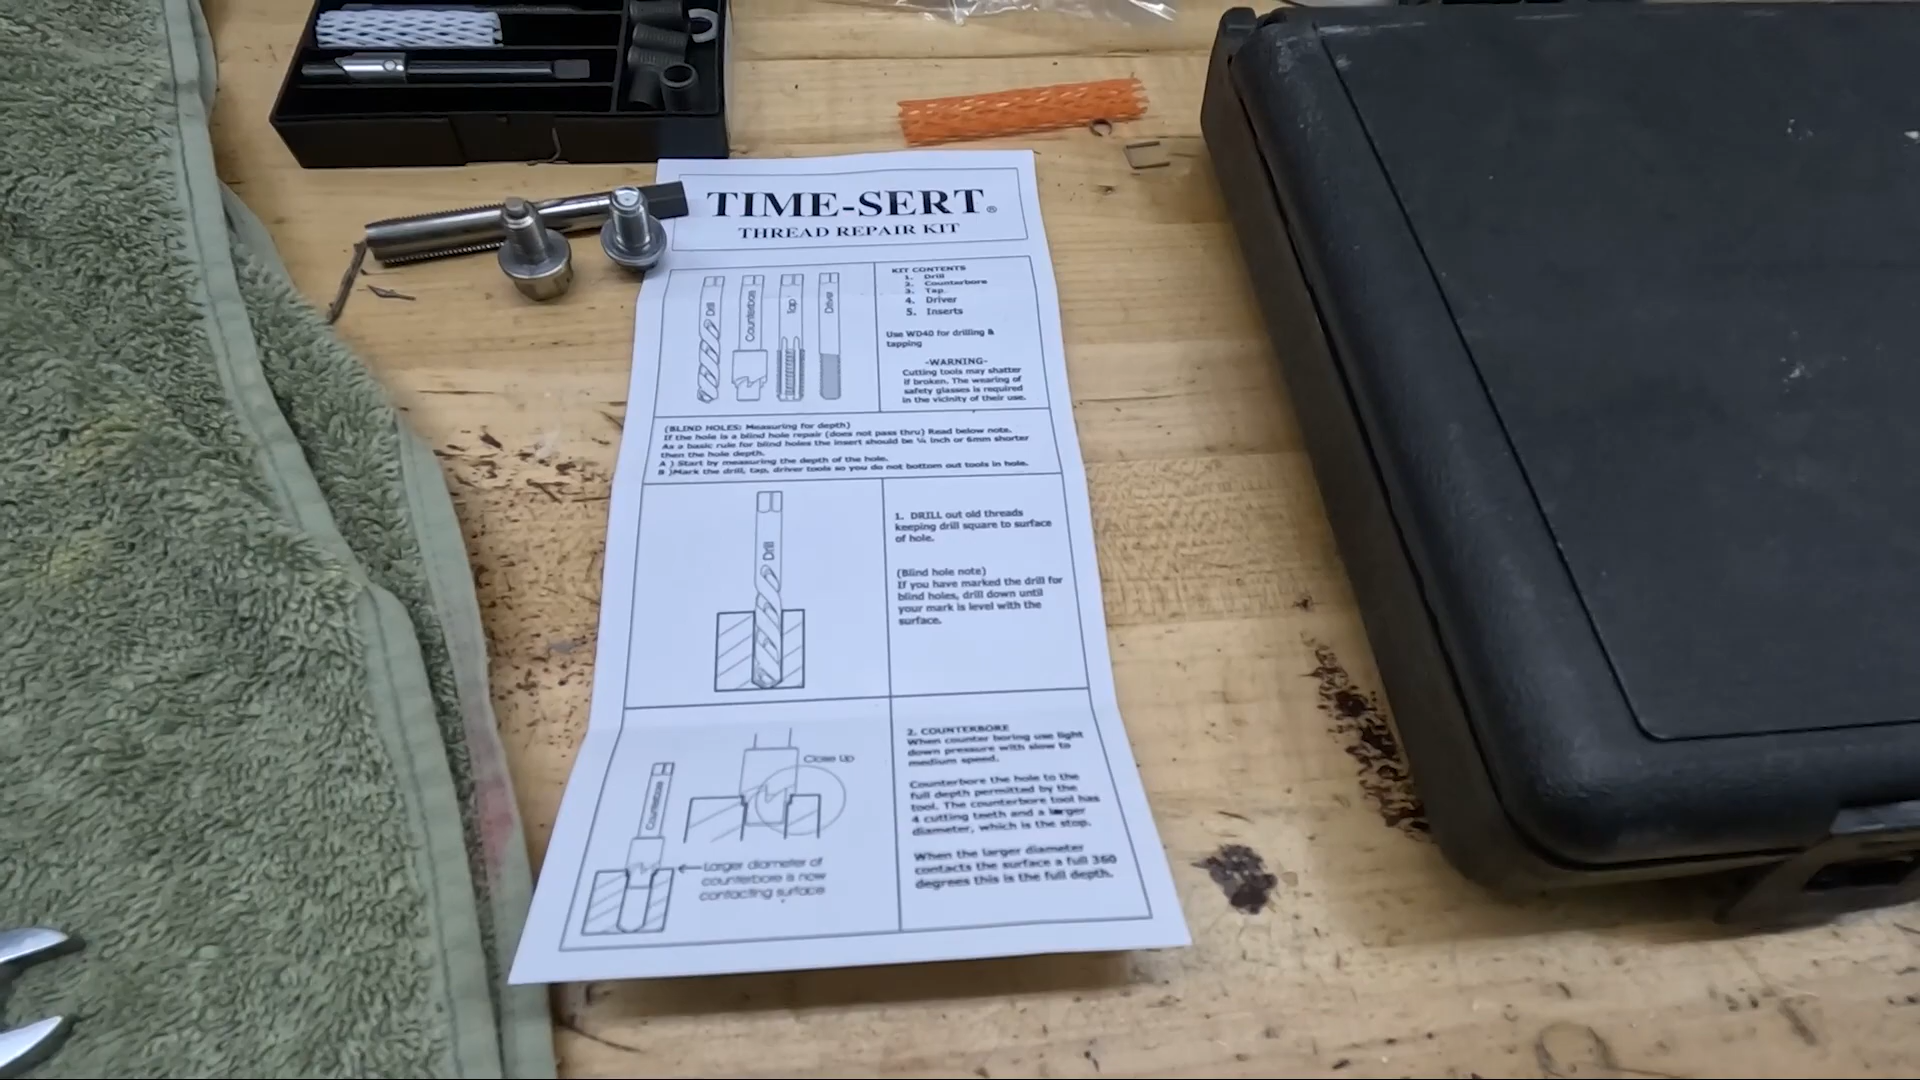 TIME-SERT®
THREAD REPAIR KIT
Drill
Counterbore
Tap
Driver
KIT CONTENTS
1. Drill
2. Counterbore
3. Tap
4. Driver
5. Inserts
Use WD40 for drilling &
tapping
-WARNING-
Cutting tools may shatter
if broken. The wearing of
safety glasses is required
in the vicinity of their use.
(BLIND HOLES: Measuring for depth)
If the hole is a blind hole repair (does not pass thru) Read below note.
As a basic rule for blind holes the insert should be ¼ inch or 6mm shorter
then the hole depth.
A ) Start by measuring the depth of the hole.
B )Mark the drill, tap, driver tools so you do not bottom out tools in hole.
Drill
1. DRILL out old threads
keeping drill square to surface
of hole.
(Blind hole note)
If you have marked the drill for
blind holes, drill down until
your mark is level with the
surface.
Close Up
Counterbore
Larger diameter of
counterbore is now
contacting surface
2. COUNTERBORE
When counter boring use light
down pressure with slow to
medium speed.
Counterbore the hole to the
full depth permitted by the
tool. The counterbore tool has
4 cutting teeth and a larger
diameter, which is the stop.
When the larger diameter
contacts the surface a full 360
degrees this is the full depth.